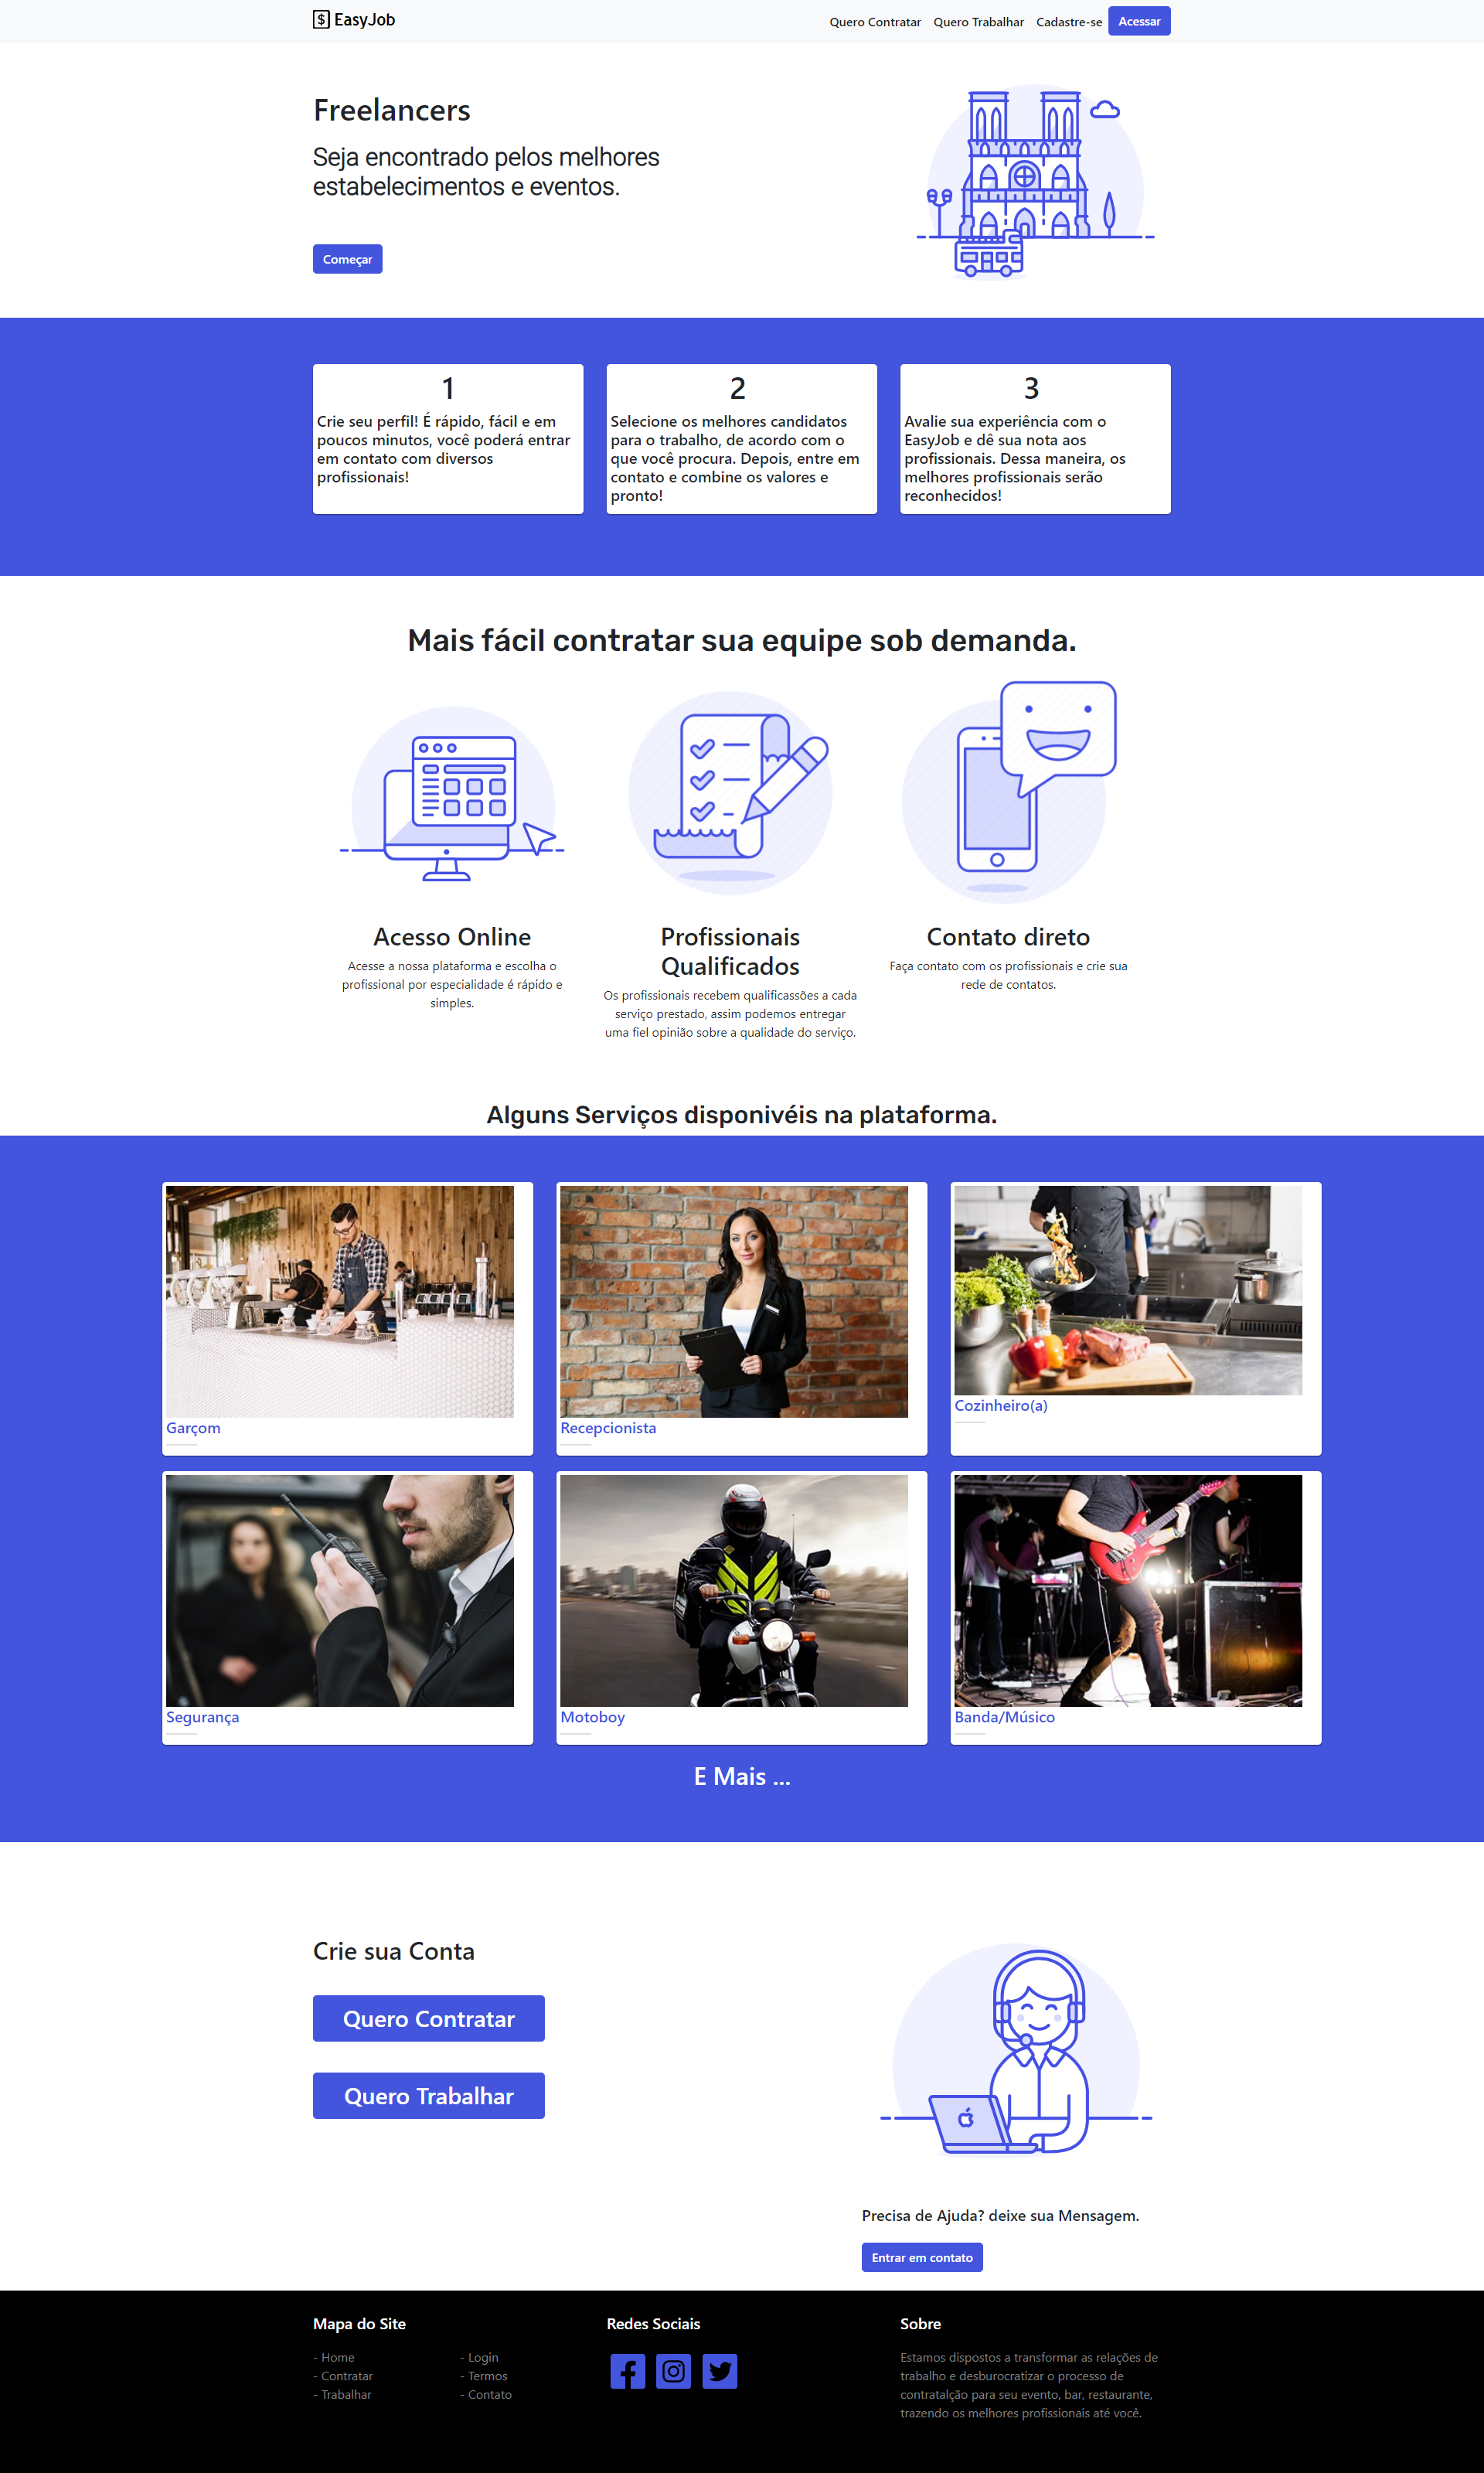 EasyJob
Quero Contratar
Quero Trabalhar
Cadastre-se
Acessar
Freelancers
Seja encontrado pelos melhores
estabelecimentos e eventos.
Começar
1
Crie seu perfil! É rápido, fácil e em
poucos minutos, você poderá entrar
em contato com diversos
profissionais!
2
Selecione os melhores candidatos
para o trabalho, de acordo com o
que você procura. Depois, entre em
contato e combine os valores e
pronto!
3
Avalie sua experiência com o
EasyJob e dê sua nota aos
profissionais. Dessa maneira, os
melhores profissionais serão
reconhecidos!
Mais fácil contratar sua equipe sob demanda.
Acesso Online
Acesse a nossa plataforma e escolha o
profissional por especialidade é rápido e
simples.
Profissionais
Qualificados
Os profissionais recebem qualificassões a cada
serviço prestado, assim podemos entregar
uma fiel opinião sobre a qualidade do serviço.
Contato direto
Faça contato com os profissionais e crie sua
rede de contatos.
Alguns Serviços disponivéis na plataforma.
Garçom
Recepcionista
Cozinheiro(a)
Segurança
Motoboy
Banda/Músico
E Mais ...
Crie sua Conta
Quero Contratar
Quero Trabalhar
Precisa de Ajuda? deixe sua Mensagem.
Entrar em contato
Mapa do Site
- Home
- Contratar
- Trabalhar
- Login
- Termos
- Contato
Redes Sociais
Sobre
Estamos dispostos a transformar as relações de
trabalho e desburocratizar o processo de
contratalção para seu evento, bar, restaurante,
trazendo os melhores profissionais até você.